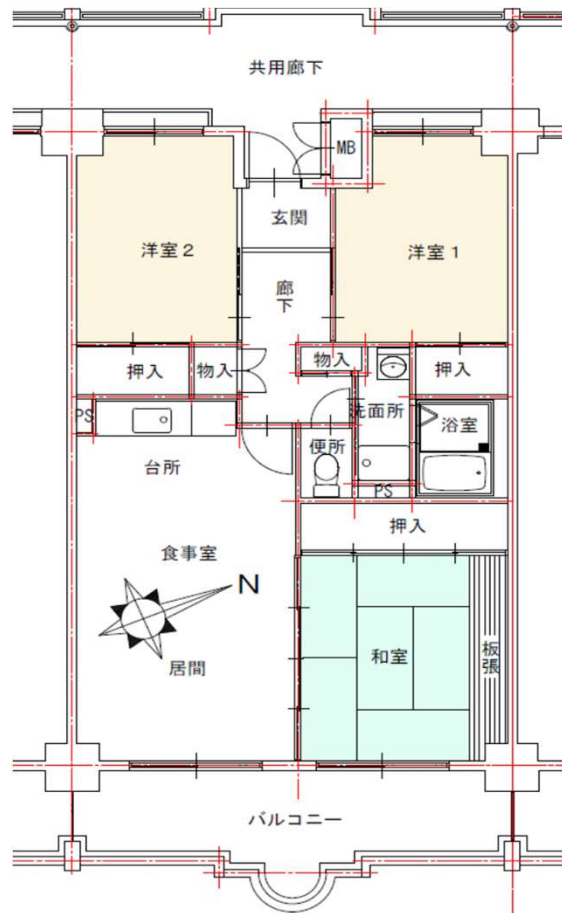 共用廊下
MB
玄関
洋室2
洋室1
廊下
押入
物入
物入
押入
PS
洗面所
浴室
便所
台所
PS
押入
食事室
N
和室
板張
居間
バルコニー